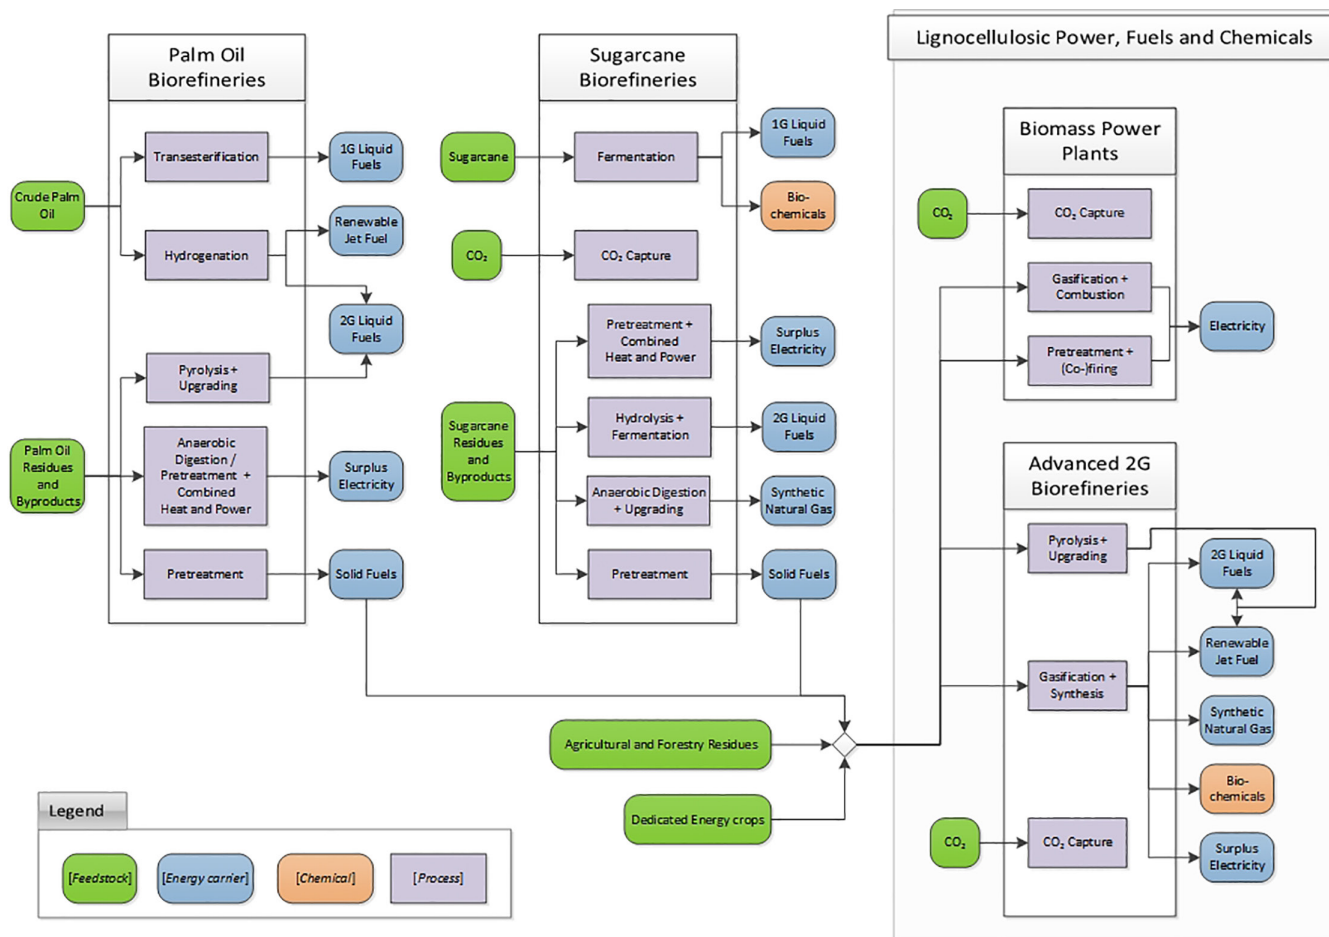 Palm Oil
Biorefineries
Transesterification
1G Liquid
Fuels
Crude Palm
Oil
Renewable
Jet Fuel
Hydrogenation
2G Liquid
Fuels
Pyrolysis +
Upgrading
Palm Oil
Residues
and
Byproducts
Anaerobic
Digestion /
Pretreatment +
Combined
Heat and Power
Surplus
Electricity
Pretreatment
Solid Fuels
Sugarcane
Biorefineries
Sugarcane
Fermentation
1G Liquid
Fuels
Bio-
chemicals
CO₂
CO₂ Capture
Pretreatment +
Combined
Heat and Power
Surplus
Electricity
Sugarcane
Residues
and
Byproducts
Hydrolysis +
Fermentation
2G Liquid
Fuels
Anaerobic Digestion
+ Upgrading
Synthetic
Natural Gas
Pretreatment
Solid Fuels
Agricultural and Forestry Residues
Dedicated Energy crops
Lignocellulosic Power, Fuels and Chemicals
Biomass Power
Plants
CO₂
CO₂ Capture
Gasification +
Combustion
Electricity
Pretreatment +
(Co-)firing
Advanced 2G
Biorefineries
Pyrolysis +
Upgrading
2G Liquid
Fuels
Renewable
Jet Fuel
Gasification +
Synthesis
Synthetic
Natural Gas
Bio-
chemicals
CO₂
CO₂ Capture
Surplus
Electricity
Legend
[Feedstock]
[Energy carrier]
[Chemical]
[Process]